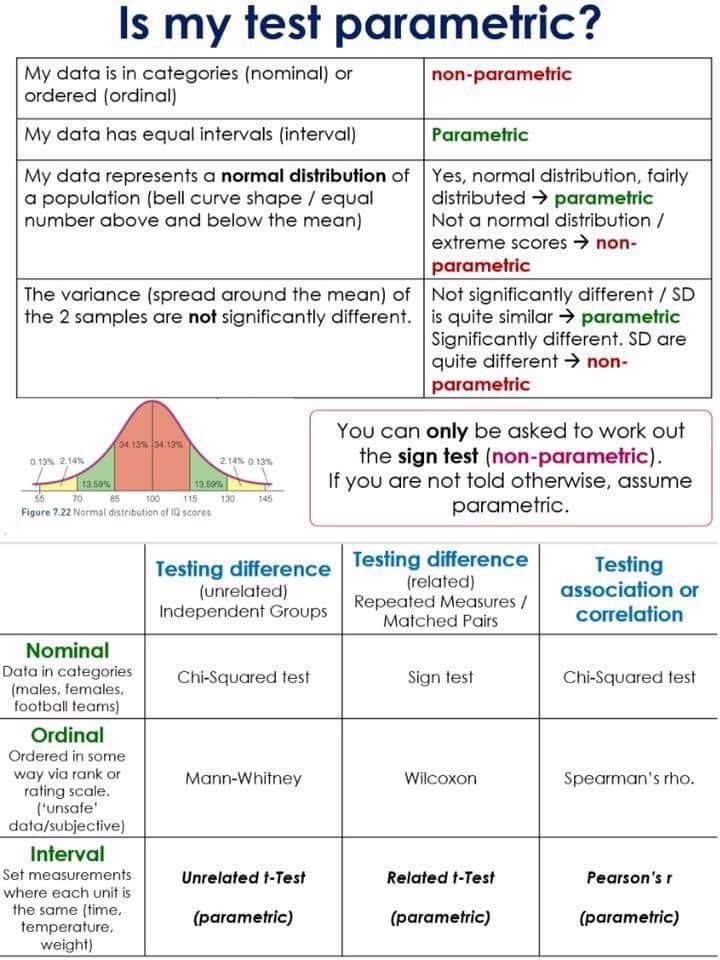 Is my test parametric?
My data is in categories (nominal) or
ordered (ordinal)
non-parametric
My data has equal intervals (interval)
Parametric
My data represents a normal distribution of
a population (bell curve shape / equal
number above and below the mean)
Yes, normal distribution, fairly
distributed → parametric
Not a normal distribution /
extreme scores → non-
parametric
The variance (spread around the mean) of
the 2 samples are not significantly different.
Not significantly different / SD
is quite similar → parametric
Significantly different. SD are
quite different → non-
parametric
34.13% 34.13%
0.13% 2.14%
2.14% 0.13%
13.59%
13.59%
55 70 85 100 115 130 145
Figure 7.22 Normal distribution of IQ scores
You can only be asked to work out
the sign test (non-parametric).
If you are not told otherwise, assume
parametric.
Testing difference
(unrelated)
Independent Groups
Testing difference
(related)
Repeated Measures /
Matched Pairs
Testing
association or
correlation
Nominal
Data in categories
(males, females,
football teams)
Chi-Squared test
Sign test
Chi-Squared test
Ordinal
Ordered in some
way via rank or
rating scale.
('unsafe'
data/subjective)
Mann-Whitney
Wilcoxon
Spearman's rho.
Interval
Set measurements
where each unit is
the same (time,
temperature,
weight)
Unrelated t-Test
(parametric)
Related t-Test
(parametric)
Pearson's r
(parametric)